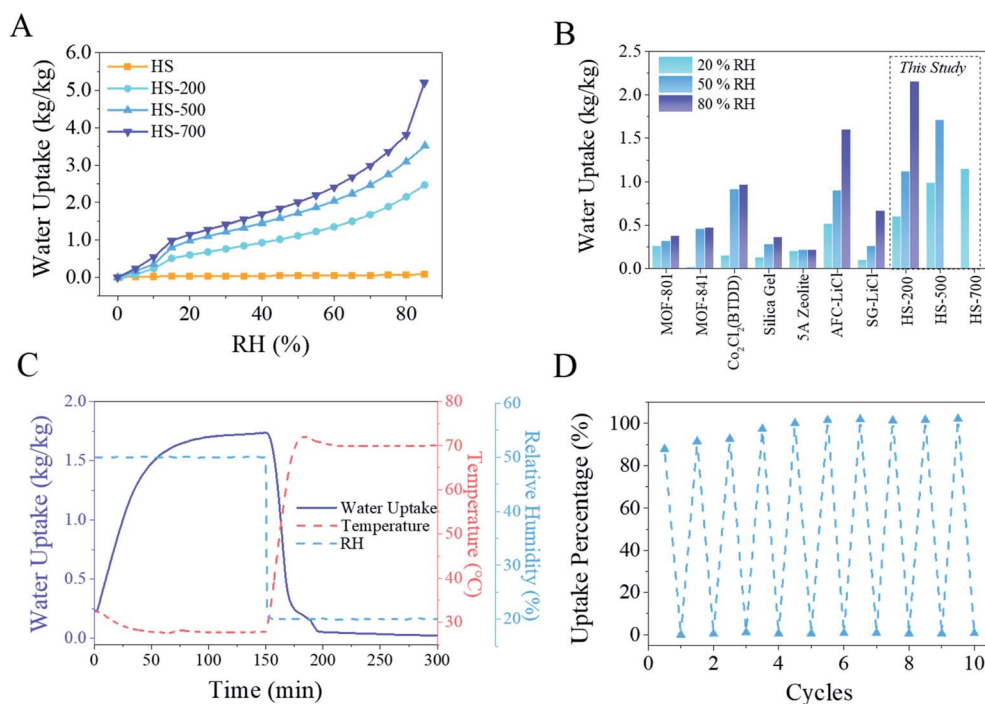 A
Water Uptake (kg/kg)
6.0
5.0
4.0
3.0
2.0
1.0
0.0
HS
HS-200
HS-500
HS-700
0
20
40
60
80
RH (%)
B
Water Uptake (kg/kg)
2.5
2.0
1.5
1.0
0.5
0.0
20 % RH
50 % RH
80 % RH
This Study
MOF-801
MOF-841
Co₂Cl₂(BTDD)
Silica Gel
5A Zeolite
AFC-LiCl
SG-LiCl
HS-200
HS-500
HS-700
C
Water Uptake (kg/kg)
2.0
1.5
1.0
0.5
0.0
Water Uptake
Temperature
RH
0
50
100
150
200
250
300
Time (min)
80
70
60
50
40
30
Temperature (°C)
60
50
40
30
20
Relative Humidity (%)
D
Uptake Percentage (%)
100
80
60
40
20
0
0
2
4
6
8
10
Cycles